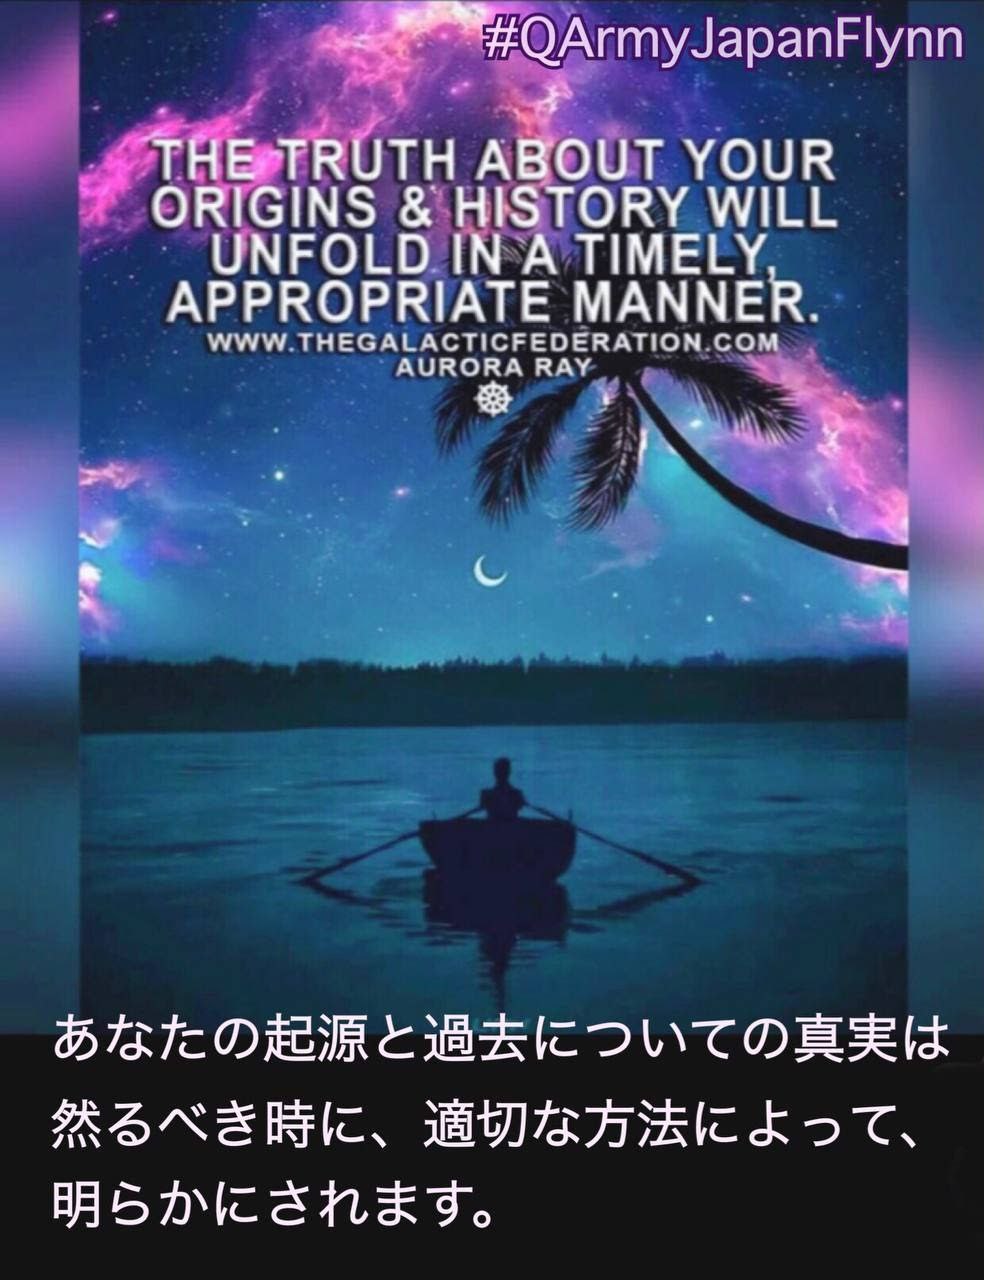 #QArmyJapanFlynn
THE TRUTH ABOUT YOUR
ORIGINS & HISTORY WILL
UNFOLD IN A TIMELY,
APPROPRIATE MANNER.
WWW.THEGALACTICFEDERATION.COM
AURORA RAY
あなたの起源と過去についての真実は
然るべき時に、適切な方法によって、
明らかにされます。